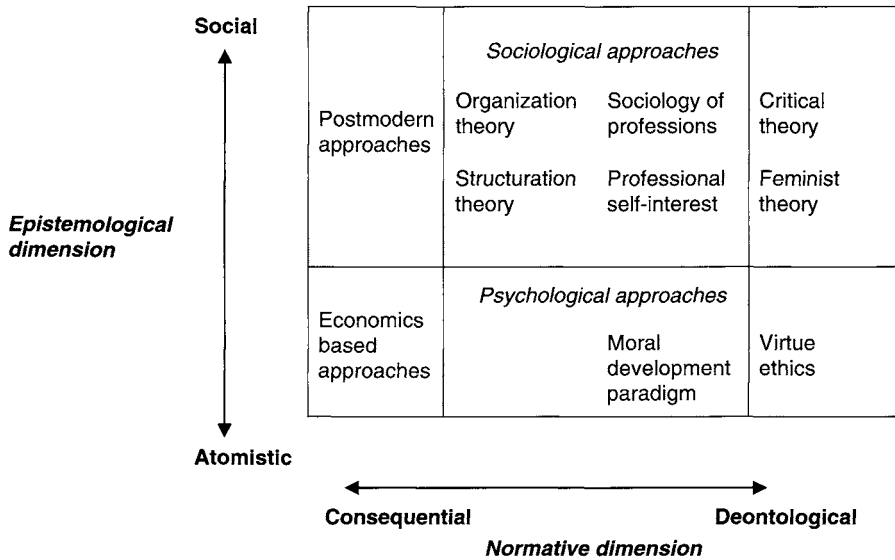 Social
Sociological approaches
Postmodern
approaches
Organization
theory
Sociology of
professions
Critical
theory
Structuration
theory
Professional
self-interest
Feminist
theory
Epistemological
dimension
Psychological approaches
Economics
based
approaches
Moral
development
paradigm
Virtue
ethics
Atomistic
Consequential
Deontological
Normative dimension